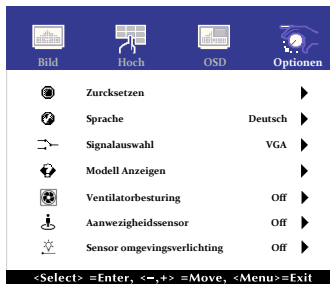 Bild Hoch OSD Optionen
Zurcksetzen
Sprache Deutsch
Signalauswahl VGA
Modell Anzeigen
Ventilatorbesturing Off
Aanwezigheidssensor Off
Sensor omgevingsverlichting Off
<Select> =Enter, <−,+> =Move, <Menu>=Exit